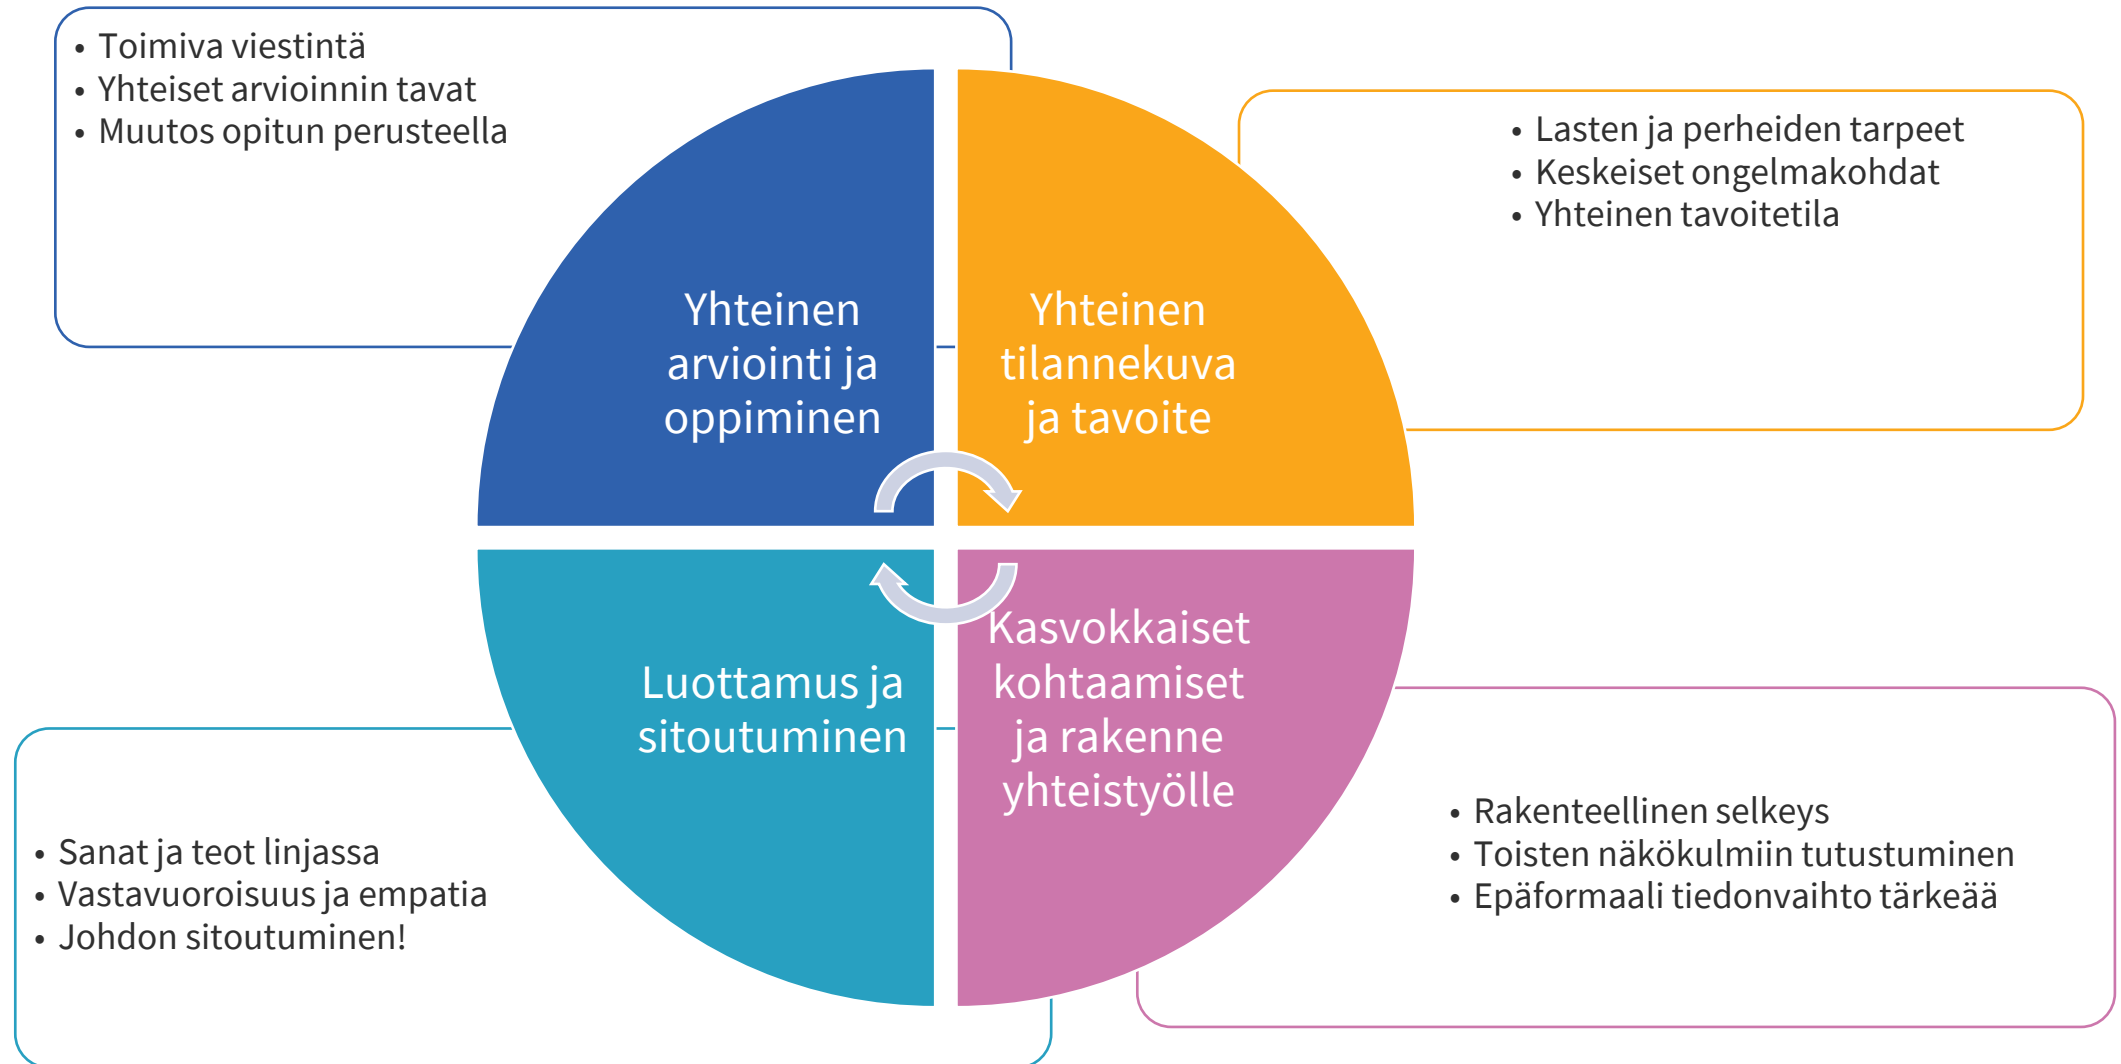 • Toimiva viestintä
• Yhteiset arvioinnin tavat
• Muutos opitun perusteella
• Lasten ja perheiden tarpeet
• Keskeiset ongelmakohdat
• Yhteinen tavoitetila
Yhteinen
arviointi ja
oppiminen
Yhteinen
tilannekuva
ja tavoite
Luottamus ja
sitoutuminen
Kasvokkaiset
kohtaamiset
ja rakenne
yhteistyölle
• Sanat ja teot linjassa
• Vastavuoroisuus ja empatia
• Johdon sitoutuminen!
• Rakenteellinen selkeys
• Toisten näkökulmiin tutustuminen
• Epäformaali tiedonvaihto tärkeää